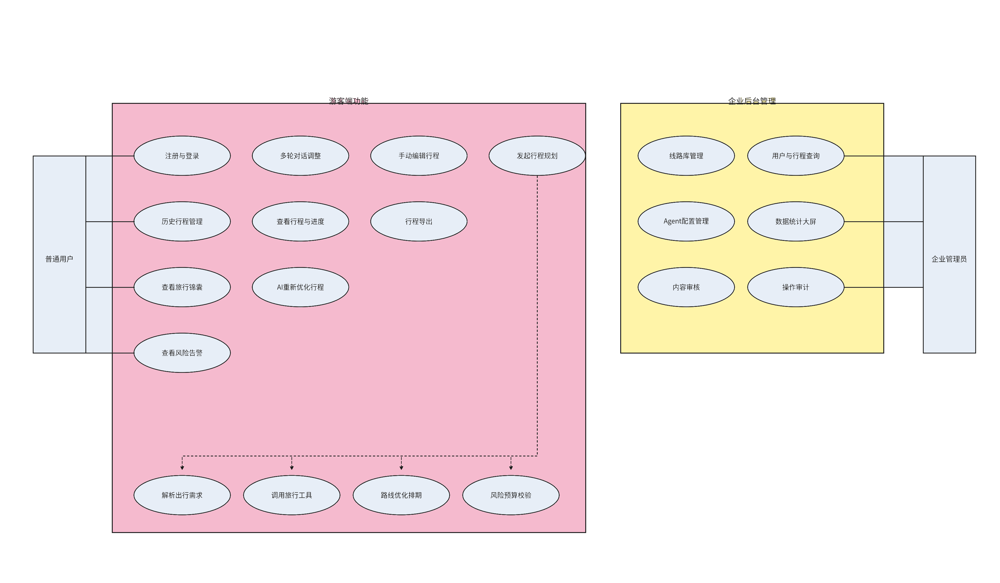 游客端功能
企业后台管理
注册与登录
多轮对话调整
手动编辑行程
发起行程规划
线路库管理
用户与行程查询
历史行程管理
查看行程与进度
行程导出
Agent配置管理
数据统计大屏
普通用户
企业管理员
查看旅行锦囊
AI重新优化行程
内容审核
操作审计
查看风险告警
解析出行需求
调用旅行工具
路线优化排期
风险预算校验